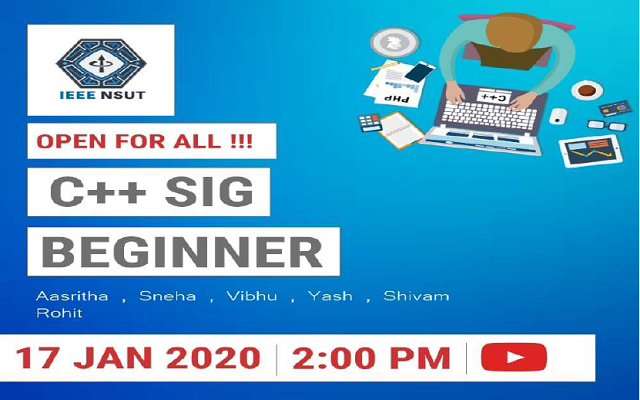 IEEE NSUT
OPEN FOR ALL !!!
C++ SIG
BEGINNER
Aasritha , Sneha , Vibhu , Yash , Shivam
Rohit
17 JAN 2020 | 2:00 PM |
C++
PHP